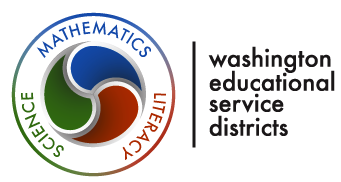 MATHEMATICS
SCIENCE
LITERACY
washington
educational
service
districts